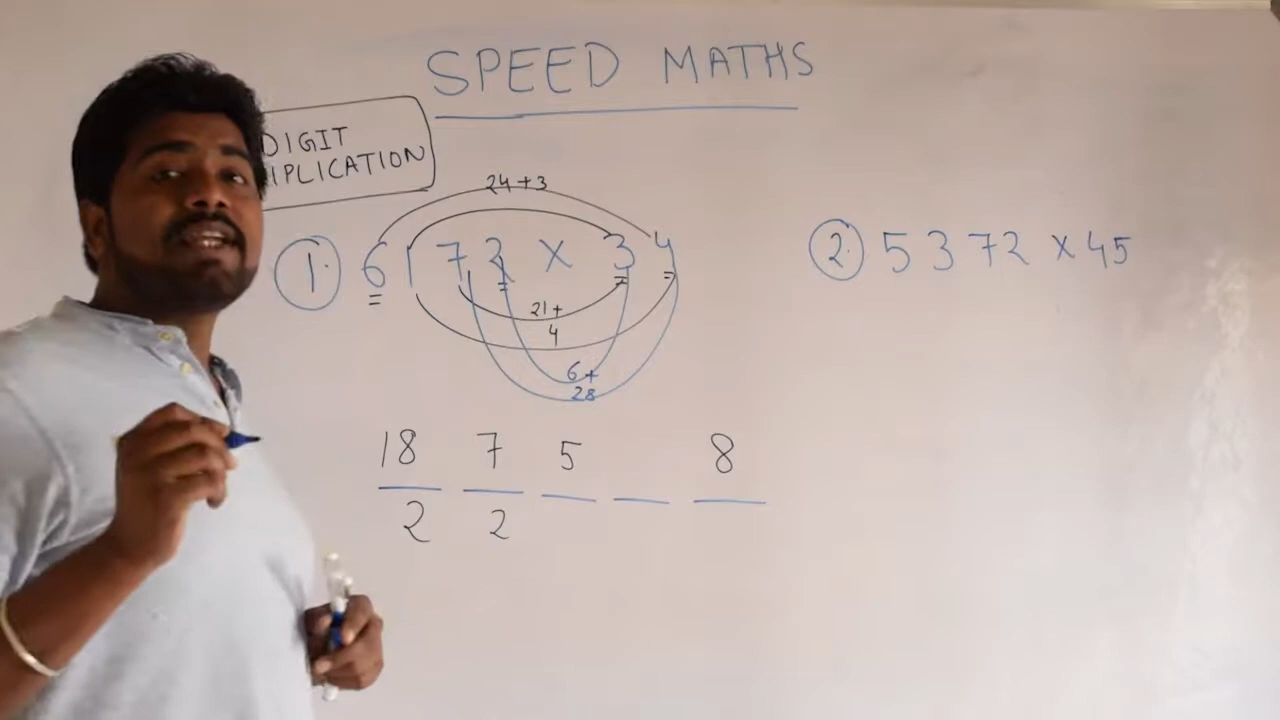 SPEED MATHS
DIGIT
IPLICATION
24+3
1. 6172 × 34
2. 5372 × 45
21+
4
6+
28
18 7 5 8
2 2